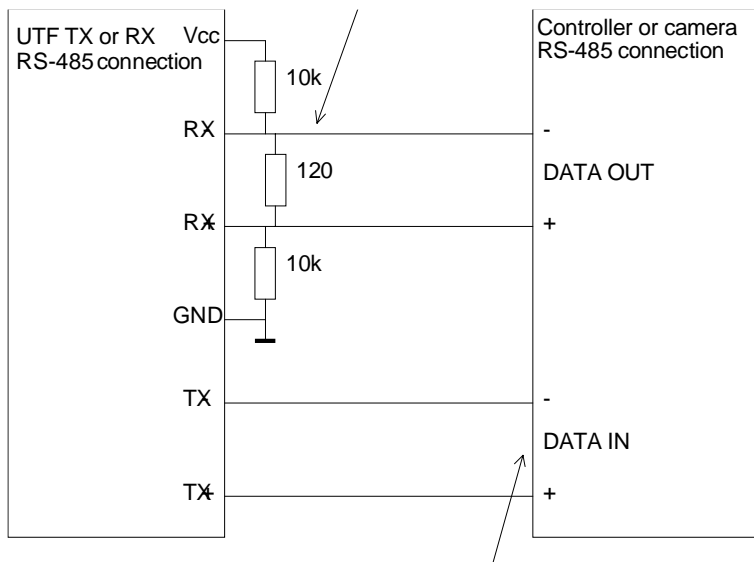 UTF TX or RX
RS-485 connection
Vcc
Controller or camera
RS-485 connection
10k
RX-
-
120
DATA OUT
RX+
+
10k
GND
TX-
-
DATA IN
TX+
+